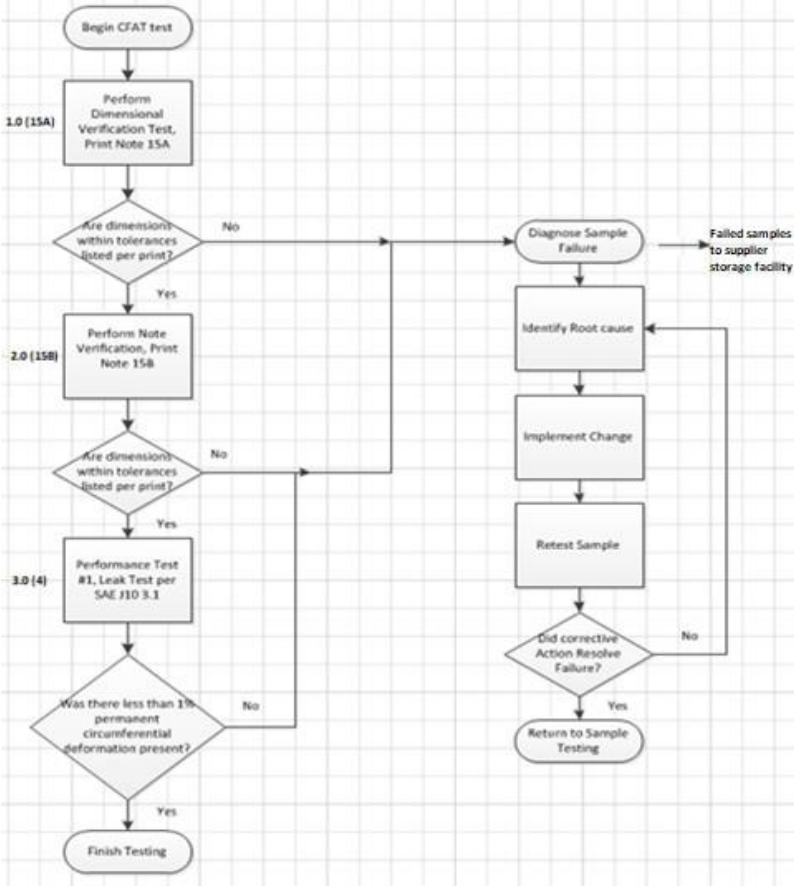 Begin CFAT test
1.0 (15A)
Perform
Dimensional
Verification Test,
Print Note 15A
Are dimensions
within tolerances
listed per print?
No
Yes
2.0 (15B)
Perform Note
Verification, Print
Note 15B
Are dimensions
within tolerances
listed per print?
No
Yes
3.0 (4)
Performance Test
#1, Leak Test per
SAE J10 3.1
Was there less than 1%
permanent
circumferential
deformation present?
No
Yes
Finish Testing
Diagnose Sample
Failure
Failed samples
to supplier
storage facility
Identify Root cause
Implement Change
Retest Sample
Did corrective
Action Resolve
Failure?
No
Yes
Return to Sample
Testing